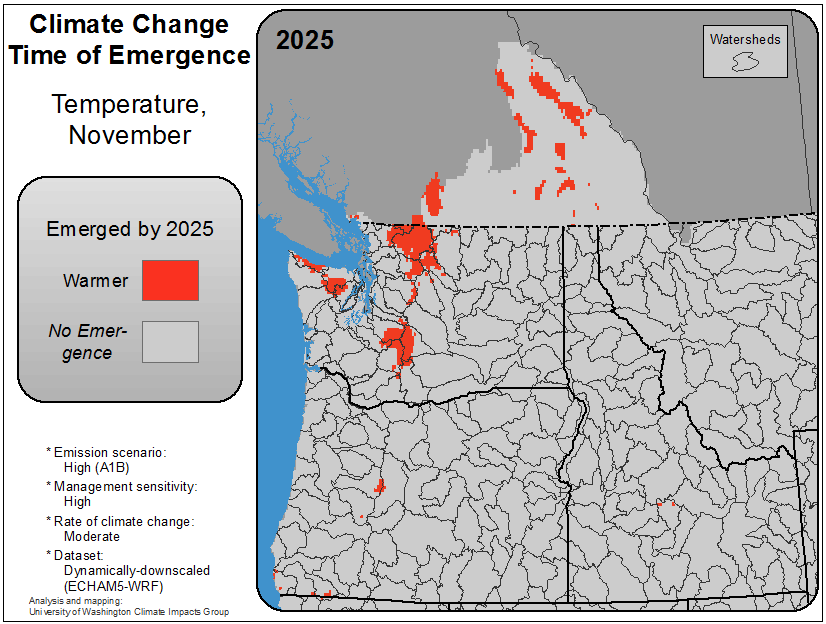 Climate Change
Time of Emergence
Temperature,
November
Emerged by 2025
Warmer
No Emer-
gence
* Emission scenario:
High (A1B)
* Management sensitivity:
High
* Rate of climate change:
Moderate
* Dataset:
Dynamically-downscaled
(ECHAM5-WRF)
Analysis and mapping:
University of Washington Climate Impacts Group
2025
Watersheds